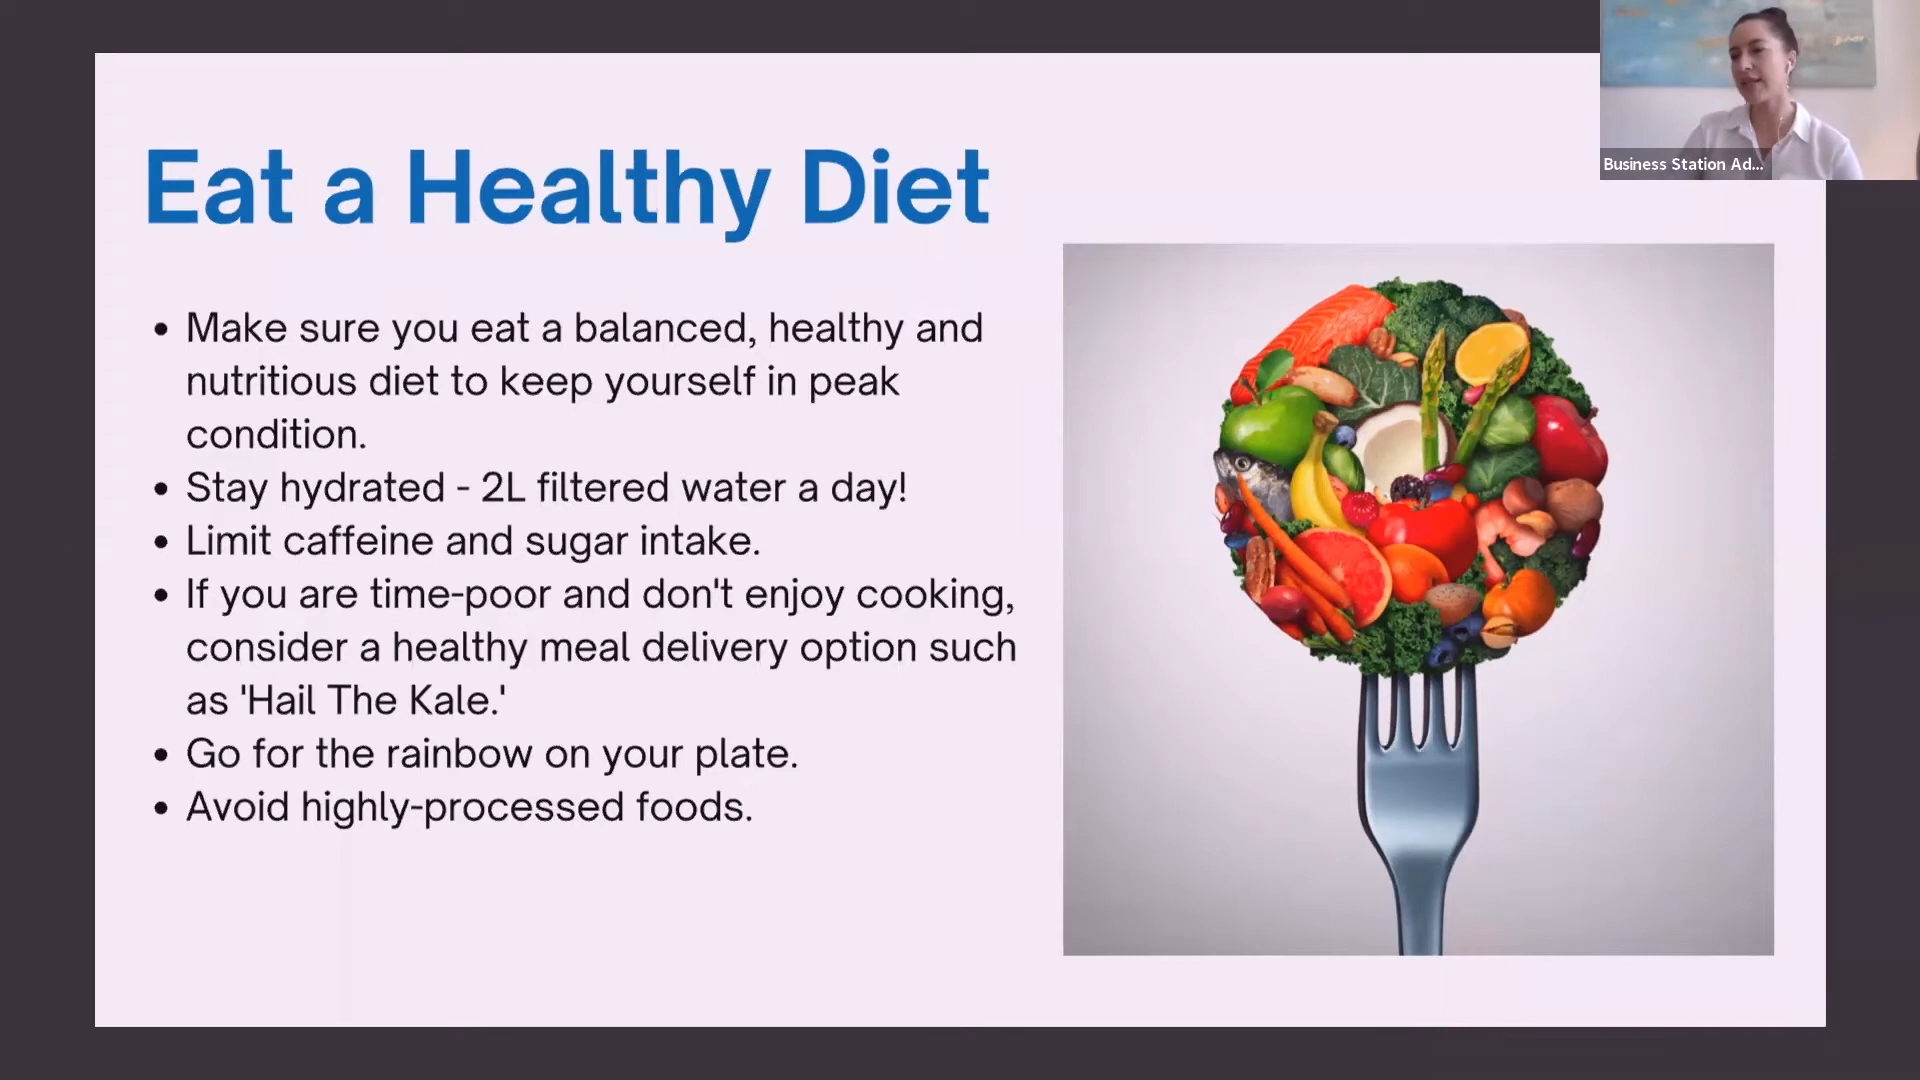 Business Station Ad...
Eat a Healthy Diet
• Make sure you eat a balanced, healthy and
nutritious diet to keep yourself in peak
condition.
• Stay hydrated - 2L filtered water a day!
• Limit caffeine and sugar intake.
• If you are time-poor and don't enjoy cooking,
consider a healthy meal delivery option such
as 'Hail The Kale.'
• Go for the rainbow on your plate.
• Avoid highly-processed foods.